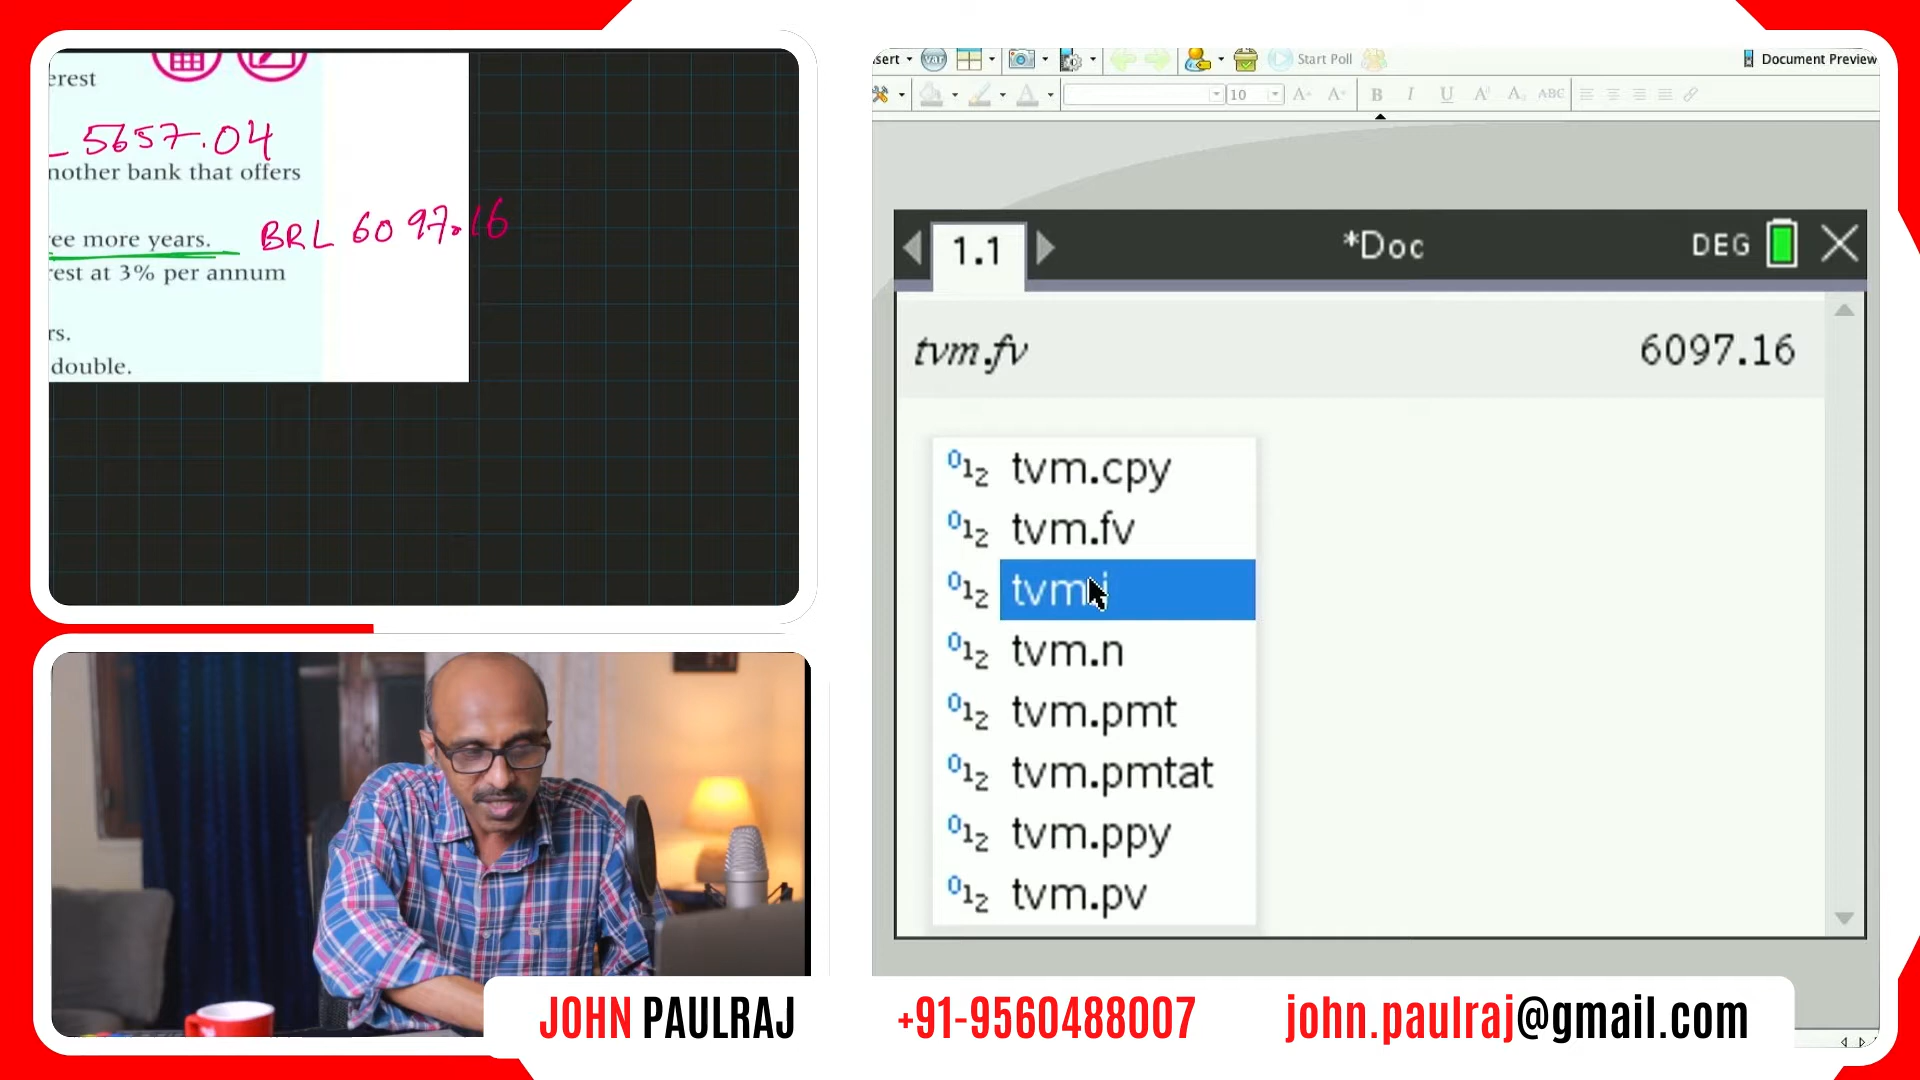 erest
5657.04
nother bank that offers
ee more years.
BRL 6097.16
est at 3% per annum
rs.
double.
sert
var
Start Poll
Document Preview
10
B I U ABC
1.1
*Doc
DEG
tvm.fv
6097.16
tvm.cpy
tvm.fv
tvm.i
tvm.n
tvm.pmt
tvm.pmtat
tvm.ppy
tvm.pv
JOHN PAULRAJ
+91-9560488007
john.paulraj@gmail.com